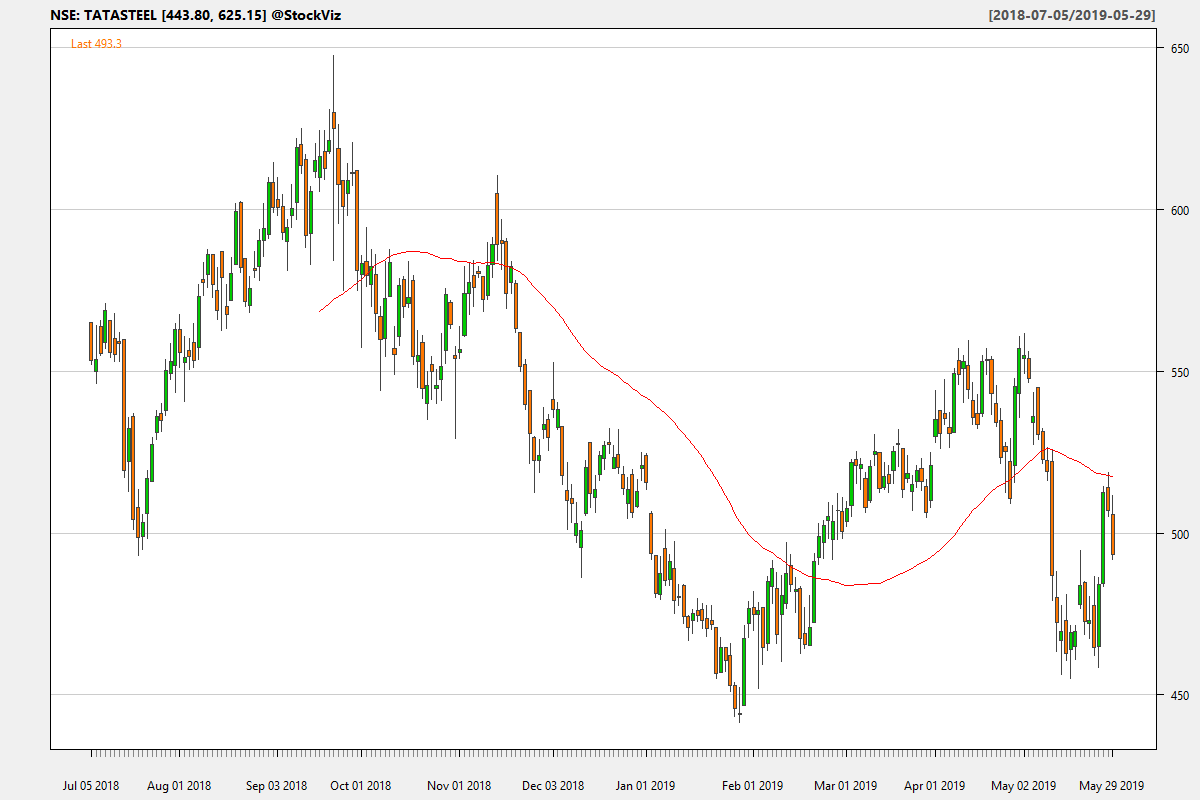 NSE: TATASTEEL [443.80, 625.15] @StockViz
[2018-07-05/2019-05-29]
Last 493.3
650
600
550
500
450
Jul 05 2018
Aug 01 2018
Sep 03 2018
Oct 01 2018
Nov 01 2018
Dec 03 2018
Jan 01 2019
Feb 01 2019
Mar 01 2019
Apr 01 2019
May 02 2019
May 29 2019